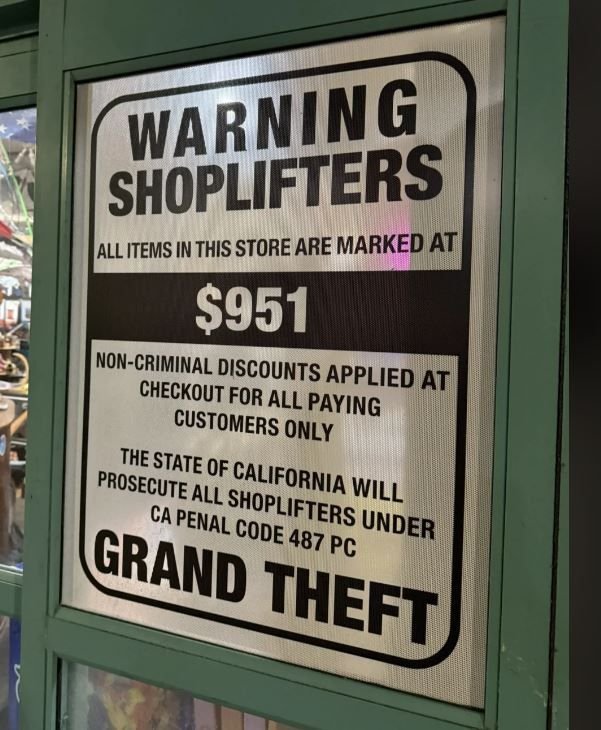 WARNING
SHOPLIFTERS
ALL ITEMS IN THIS STORE ARE MARKED AT
$951
NON-CRIMINAL DISCOUNTS APPLIED AT
CHECKOUT FOR ALL PAYING
CUSTOMERS ONLY
THE STATE OF CALIFORNIA WILL
PROSECUTE ALL SHOPLIFTERS UNDER
CA PENAL CODE 487 PC
GRAND THEFT